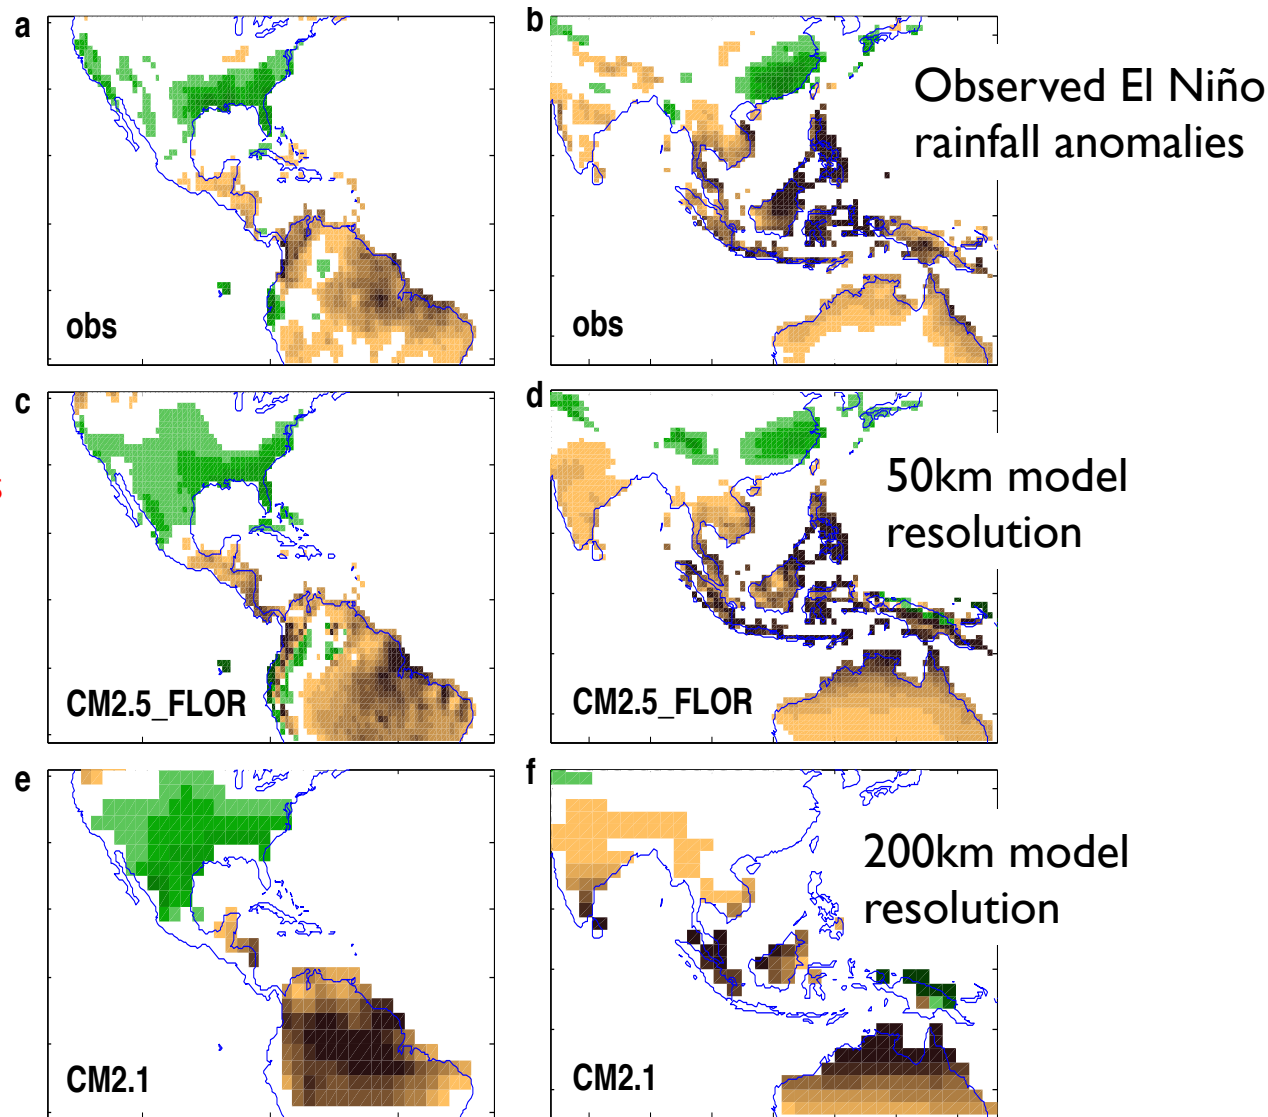 a
obs
b
obs
Observed El Niño
rainfall anomalies
c
CM2.5_FLOR
d
CM2.5_FLOR
50km model
resolution
s
e
CM2.1
f
CM2.1
200km model
resolution